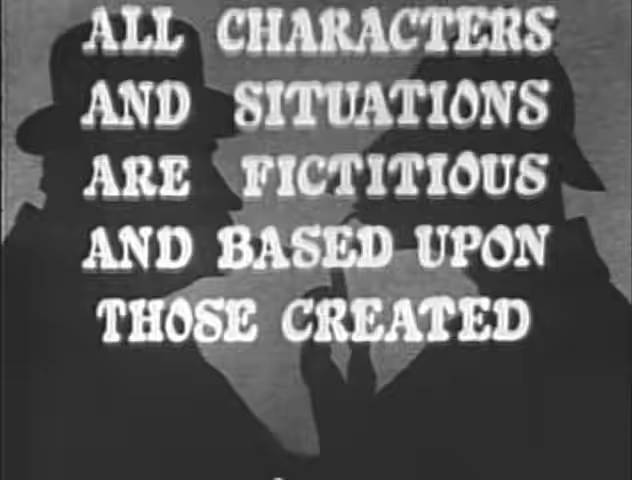 ALL CHARACTERS
AND SITUATIONS
ARE FICTITIOUS
AND BASED UPON
THOSE CREATED